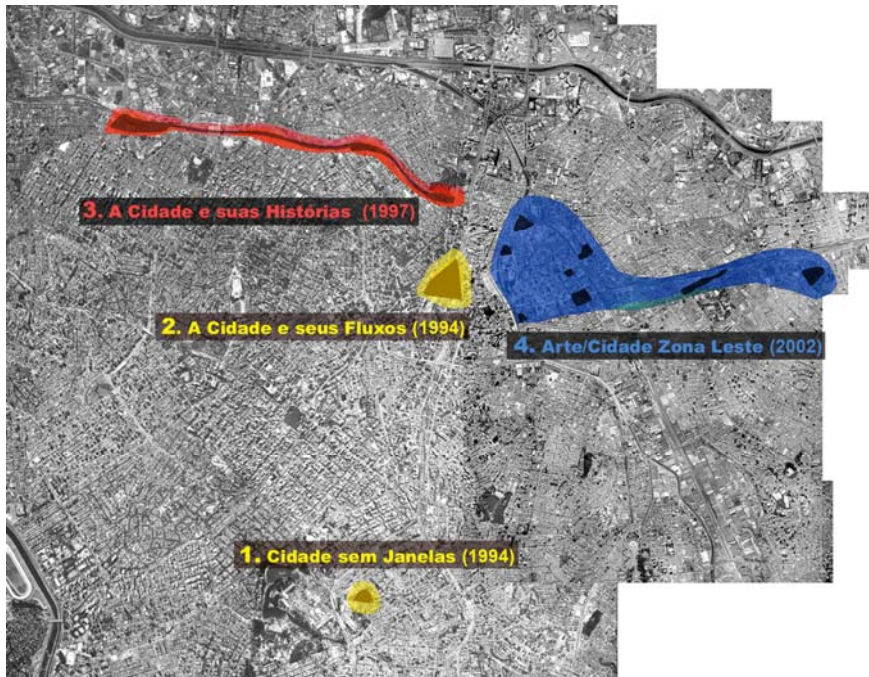 3. A Cidade e suas Histórias (1997)
2. A Cidade e seus Fluxos (1994)
4. Arte/Cidade Zona Leste (2002)
1. Cidade sem Janelas (1994)